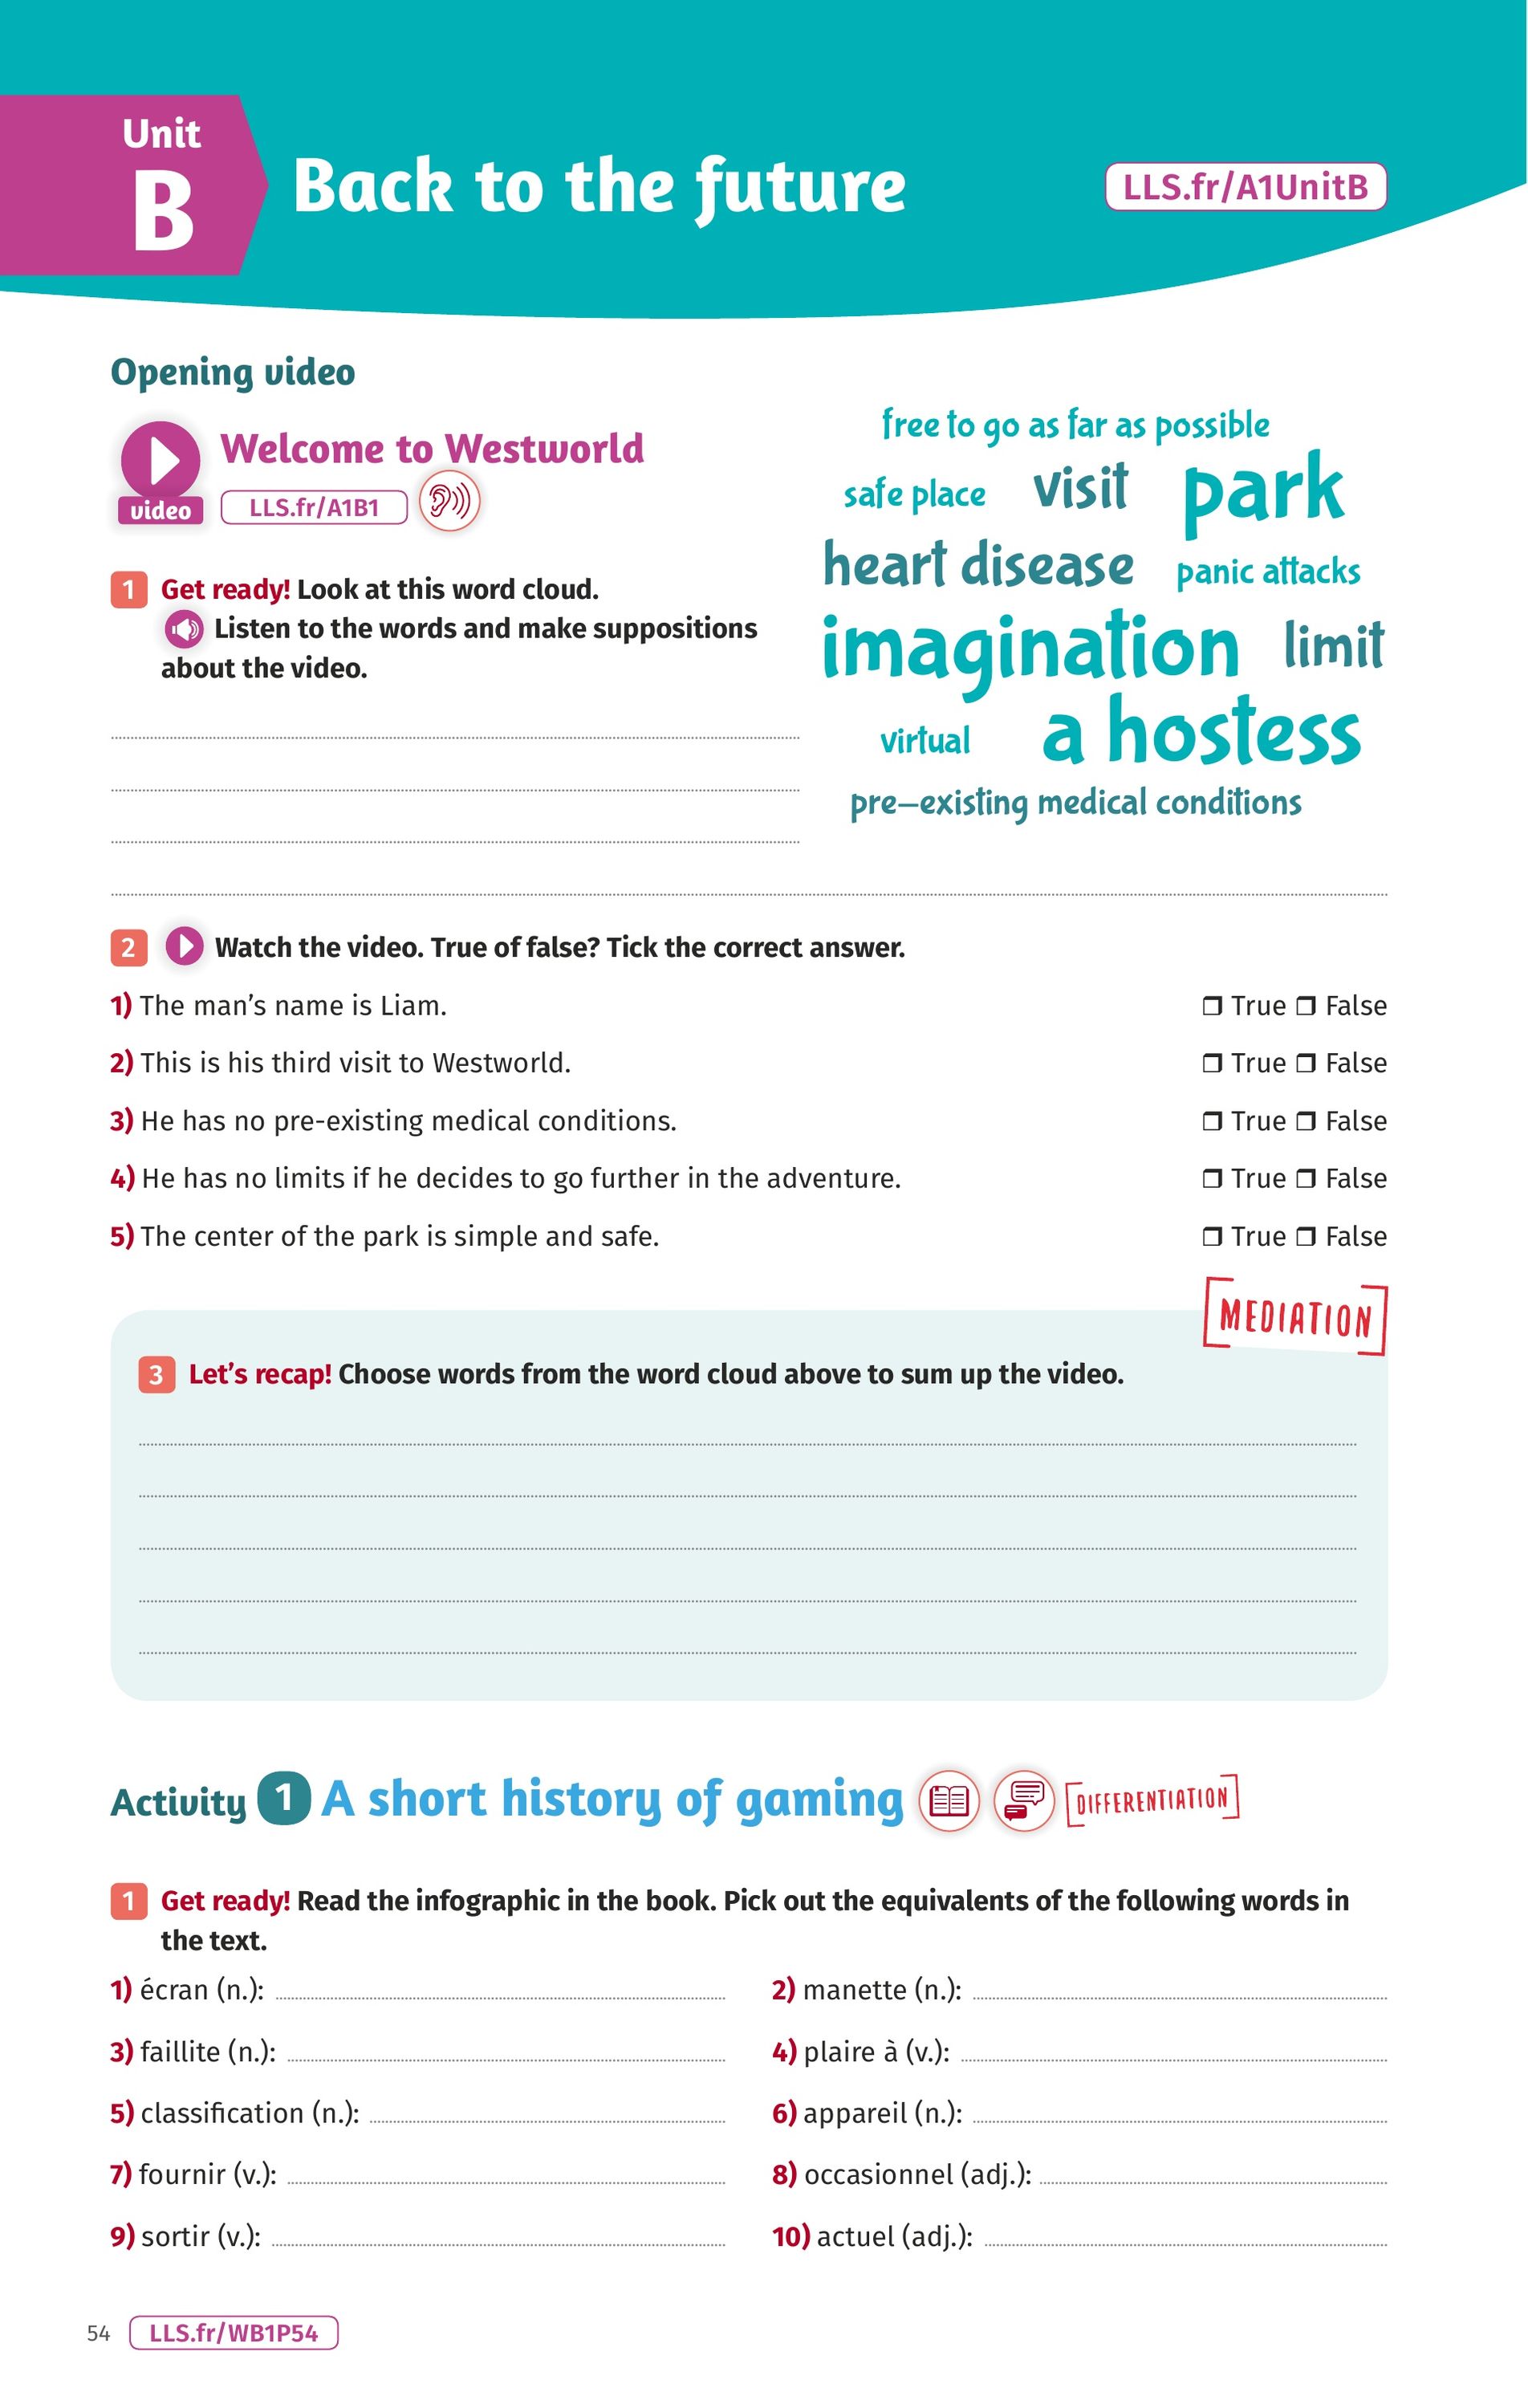 Unit
B
Back to the future
LLS.fr/A1UnitB
Opening video
video
Welcome to Westworld
LLS.fr/A1B1
free to go as far as possible
safe place visit park
heart disease panic attacks
imagination limit
virtual a hostess
pre–existing medical conditions
1 Get ready! Look at this word cloud.
Listen to the words and make suppositions
about the video.
2 Watch the video. True of false? Tick the correct answer.
1) The man's name is Liam. ❒ True ❒ False
2) This is his third visit to Westworld. ❒ True ❒ False
3) He has no pre-existing medical conditions. ❒ True ❒ False
4) He has no limits if he decides to go further in the adventure. ❒ True ❒ False
5) The center of the park is simple and safe. ❒ True ❒ False
MEDIATION
3 Let's recap! Choose words from the word cloud above to sum up the video.
Activity 1 A short history of gaming DIFFERENTIATION
1 Get ready! Read the infographic in the book. Pick out the equivalents of the following words in
the text.
1) écran (n.): 2) manette (n.):
3) faillite (n.): 4) plaire à (v.):
5) classification (n.): 6) appareil (n.):
7) fournir (v.): 8) occasionnel (adj.):
9) sortir (v.): 10) actuel (adj.):
54 LLS.fr/WB1P54